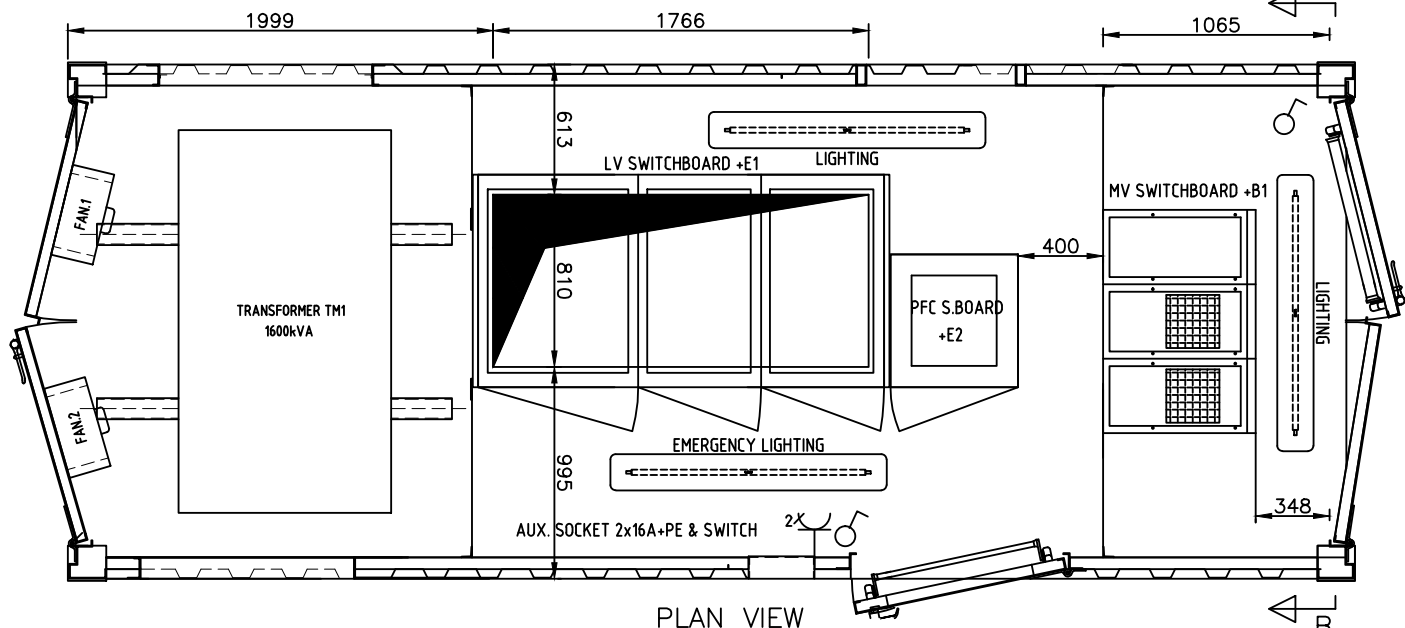 1999
1766
1065
613
LIGHTING
LV SWITCHBOARD +E1
MV SWITCHBOARD +B1
FAN.1
400
810
TRANSFORMER TM1
1600kVA
PFC S.BOARD
+E2
LIGHTING
FAN.2
EMERGENCY LIGHTING
995
348
2x
AUX. SOCKET 2x16A+PE & SWITCH
PLAN VIEW